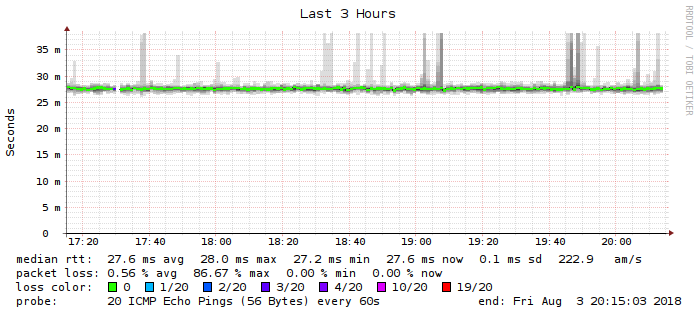 Last 3 Hours
RRDTOOL / TOBI OETIKER
Seconds
35 m
30 m
25 m
20 m
15 m
10 m
5 m
0
17:20 17:40 18:00 18:20 18:40 19:00 19:20 19:40 20:00
median rtt: 27.6 ms avg 28.0 ms max 27.2 ms min 27.6 ms now 0.1 ms sd 222.9 am/s
packet loss: 0.56 % avg 86.67 % max 0.00 % min 0.00 % now
loss color: 0 1/20 2/20 3/20 4/20 10/20 19/20
probe: 20 ICMP Echo Pings (56 Bytes) every 60s end: Fri Aug 3 20:15:03 2018